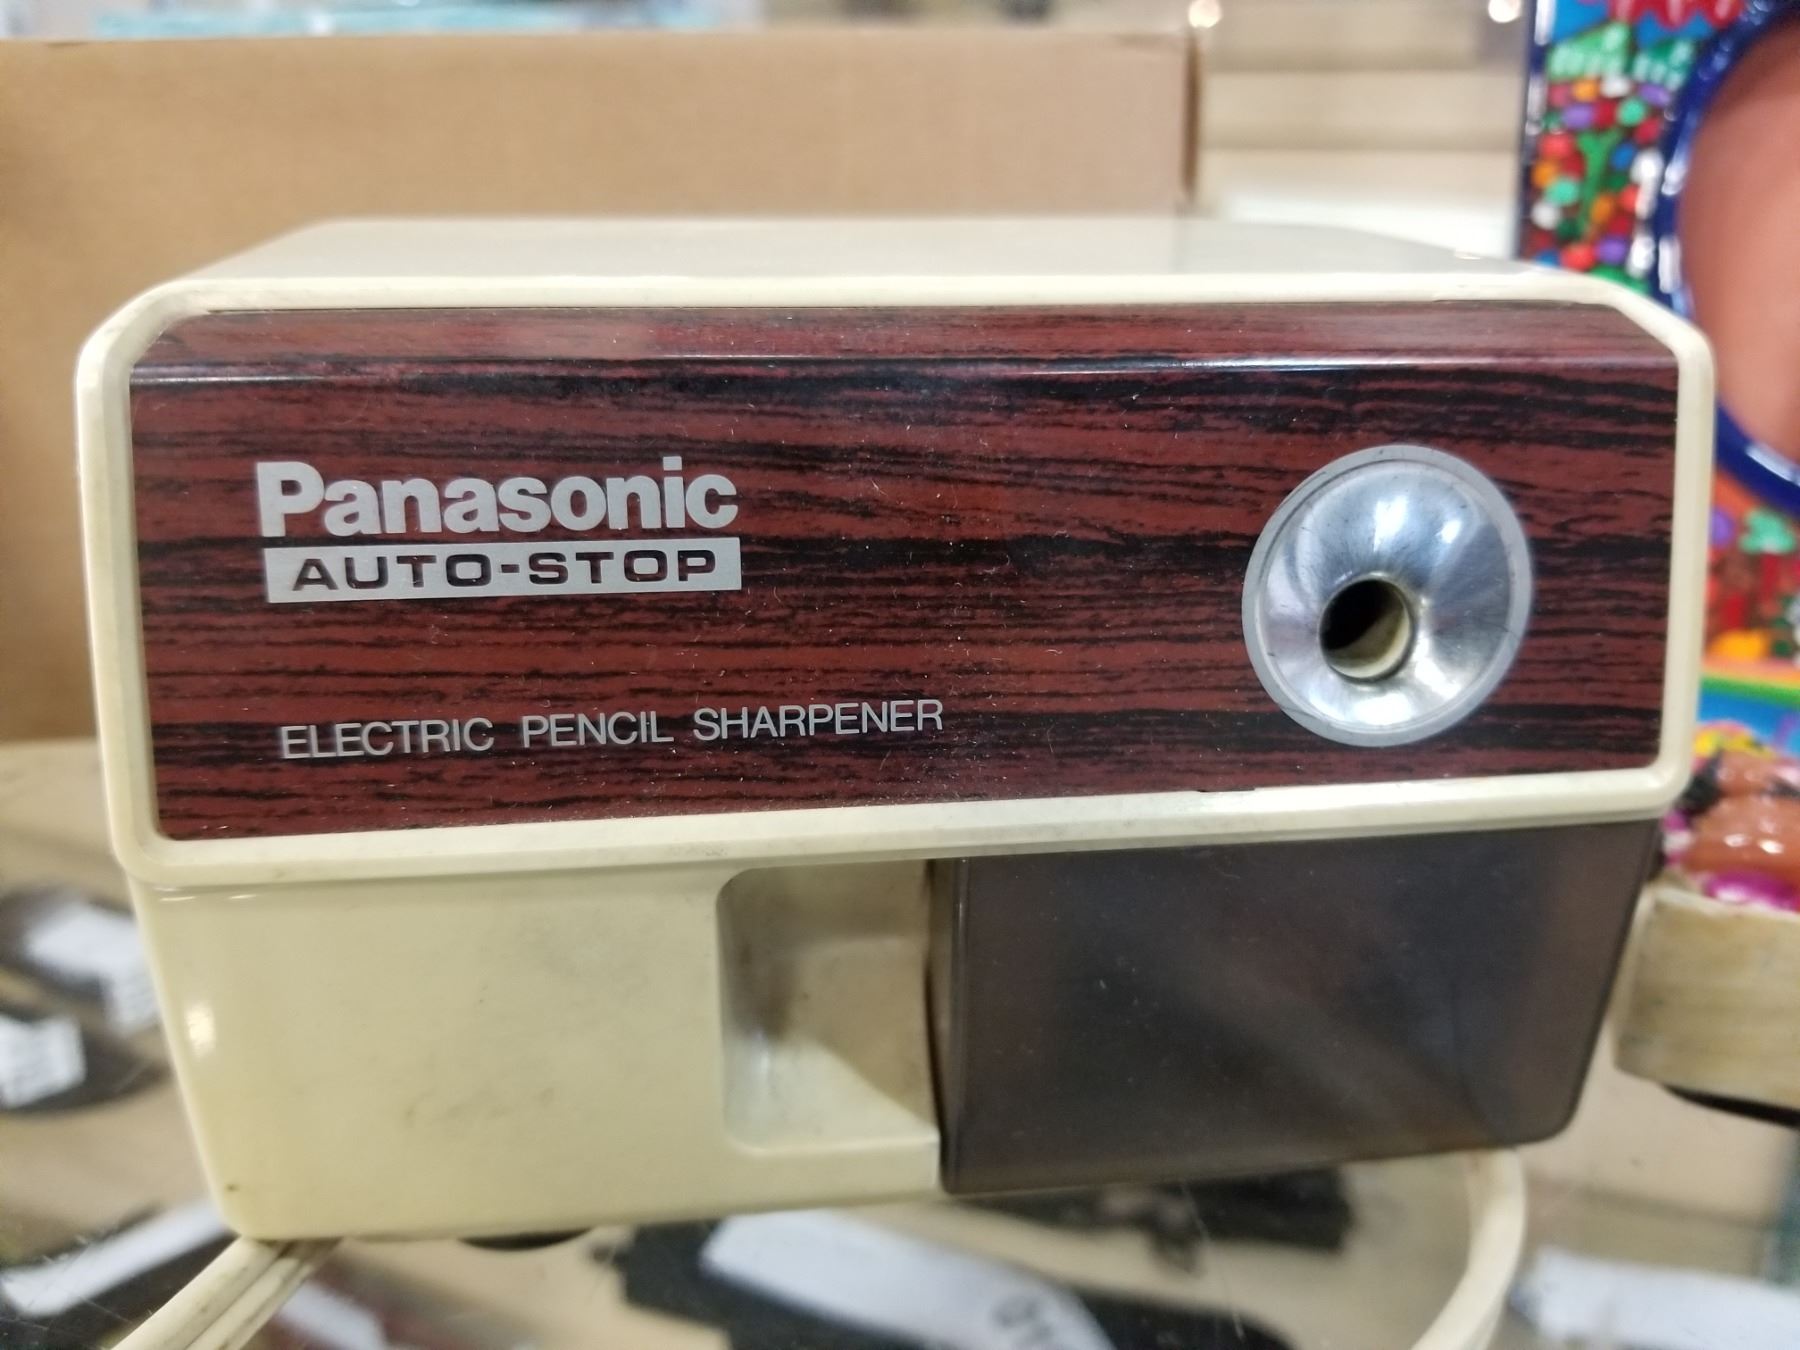 Panasonic
AUTO-STOP
ELECTRIC PENCIL SHARPENER